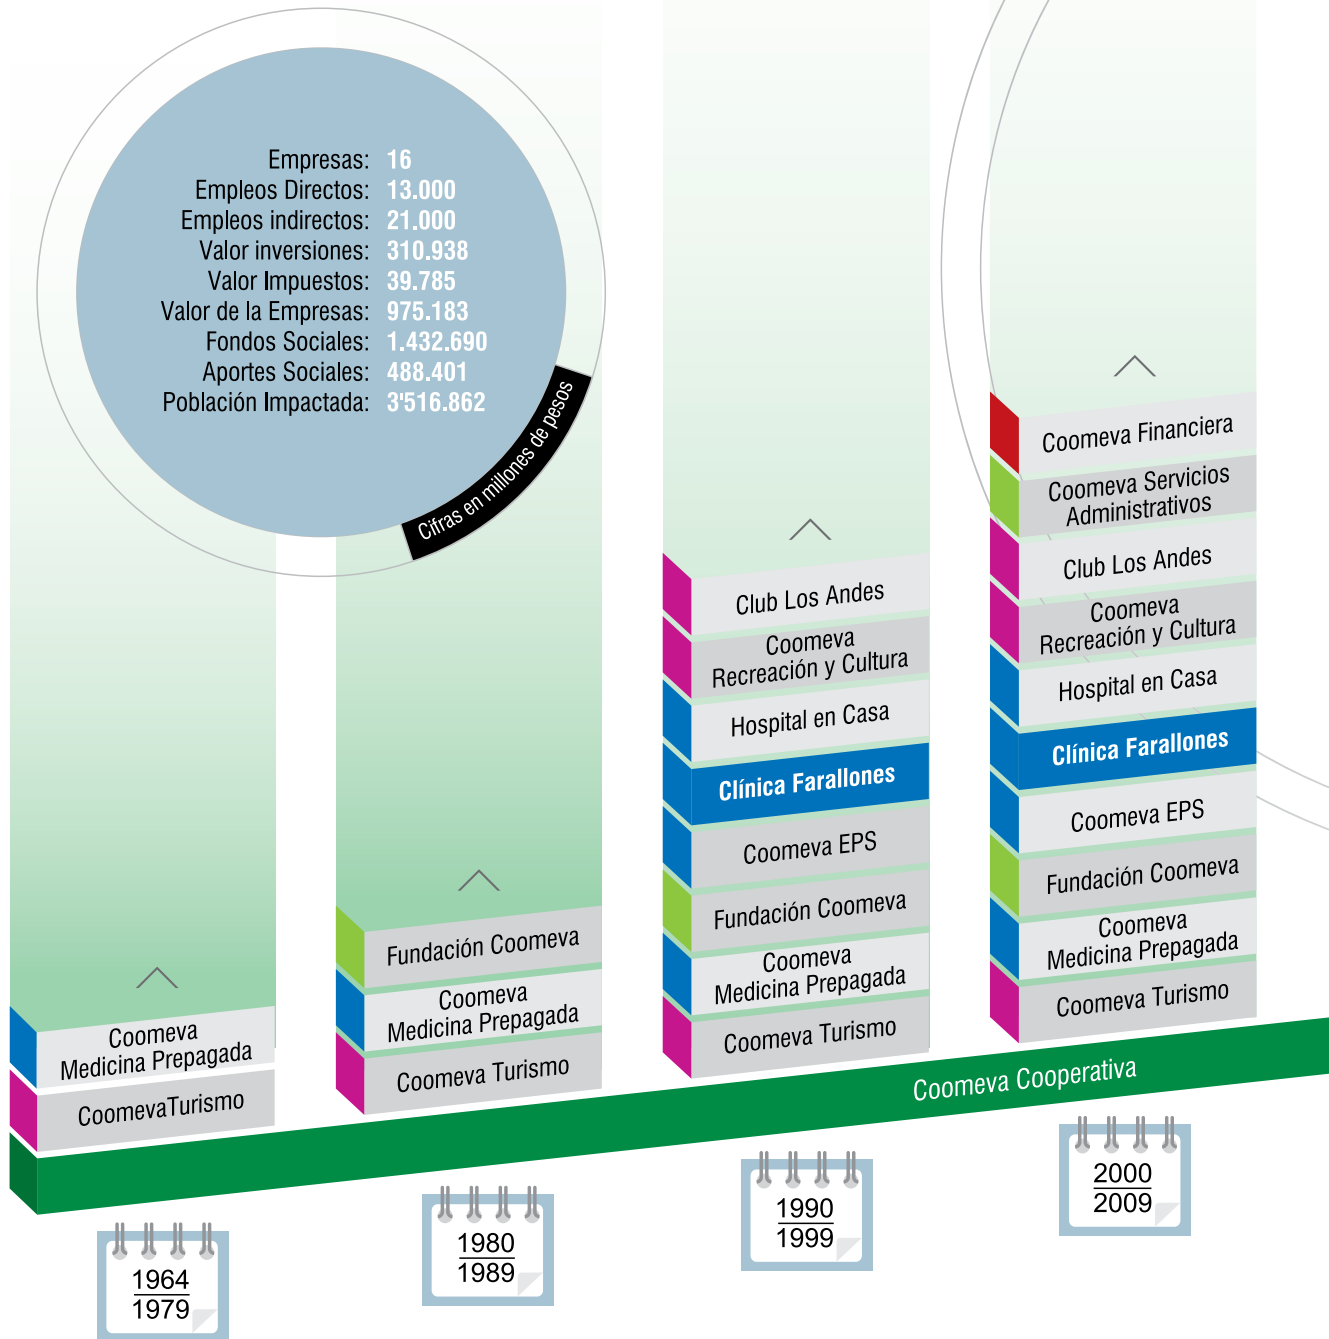 Empresas: 16
Empleos Directos: 13.000
Empleos indirectos: 21.000
Valor inversiones: 310.938
Valor Impuestos: 39.785
Valor de la Empresas: 975.183
Fondos Sociales: 1.432.690
Aportes Sociales: 488.401
Población Impactada: 3'516.862
Cifras en millones de pesos
Coomeva
Medicina Prepagada
CoomevaTurismo
1964
1979
Fundación Coomeva
Coomeva
Medicina Prepagada
Coomeva Turismo
1980
1989
Club Los Andes
Coomeva
Recreación y Cultura
Hospital en Casa
Clínica Farallones
Coomeva EPS
Fundación Coomeva
Coomeva
Medicina Prepagada
Coomeva Turismo
1990
1999
Coomeva Financiera
Coomeva Servicios
Administrativos
Club Los Andes
Coomeva
Recreación y Cultura
Hospital en Casa
Clínica Farallones
Coomeva EPS
Fundación Coomeva
Coomeva
Medicina Prepagada
Coomeva Turismo
Coomeva Cooperativa
2000
2009